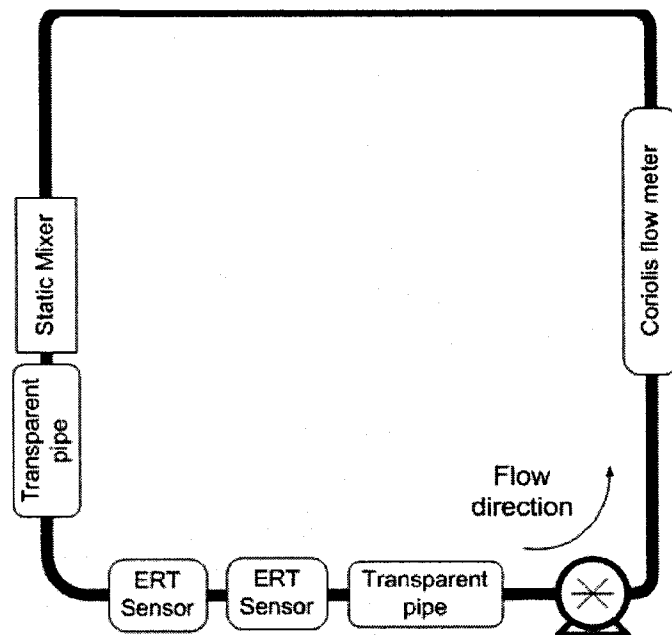 Static Mixer
Coriolis flow meter
Transparent
pipe
Flow
direction
ERT
Sensor
ERT
Sensor
Transparent
pipe